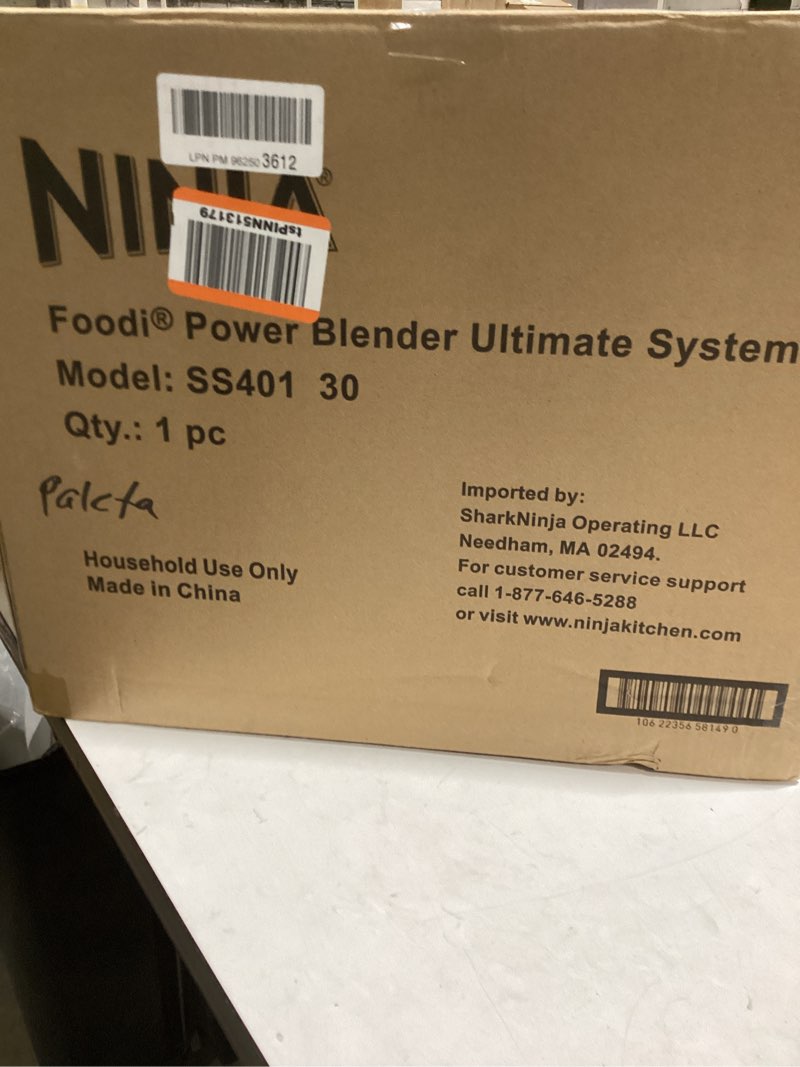 LPN PM 96250 3612
NINJA®
tsPINN513179
Foodi® Power Blender Ultimate System
Model: SS401 30
Qty.: 1 pc
Paleta
Household Use Only
Made in China
Imported by:
SharkNinja Operating LLC
Needham, MA 02494.
For customer service support
call 1-877-646-5288
or visit www.ninjakitchen.com
106 22356 58149 0